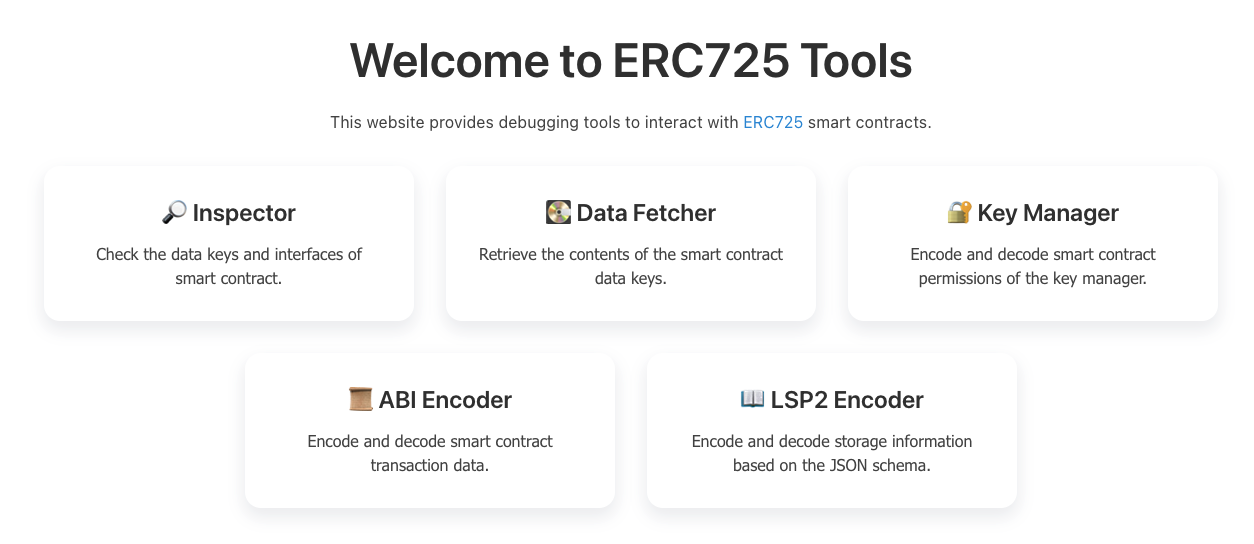 Welcome to ERC725 Tools
This website provides debugging tools to interact with ERC725 smart contracts.
Inspector
Check the data keys and interfaces of
smart contract.
Data Fetcher
Retrieve the contents of the smart contract
data keys.
Key Manager
Encode and decode smart contract
permissions of the key manager.
ABI Encoder
Encode and decode smart contract
transaction data.
LSP2 Encoder
Encode and decode storage information
based on the JSON schema.